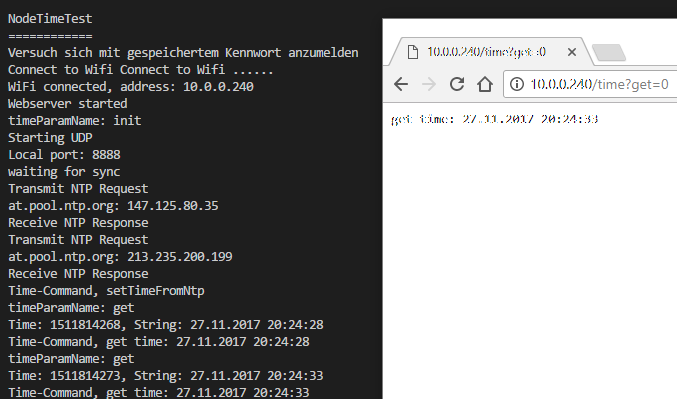 NodeTimeTest
============
Versuch sich mit gespeichertem Kennwort anzumelden
Connect to Wifi Connect to Wifi ......
WiFi connected, address: 10.0.0.240
Webserver started
timeParamName: init
Starting UDP
Local port: 8888
waiting for sync
Transmit NTP Request
at.pool.ntp.org: 147.125.80.35
Receive NTP Response
Transmit NTP Request
at.pool.ntp.org: 213.235.200.199
Receive NTP Response
Time-Command, setTimeFromNtp
timeParamName: get
Time: 1511814268, String: 27.11.2017 20:24:28
Time-Command, get time: 27.11.2017 20:24:28
timeParamName: get
Time: 1511814273, String: 27.11.2017 20:24:33
Time-Command, get time: 27.11.2017 20:24:33
10.0.0.240/time?get=0
10.0.0.240/time?get=0
get time: 27.11.2017 20:24:33